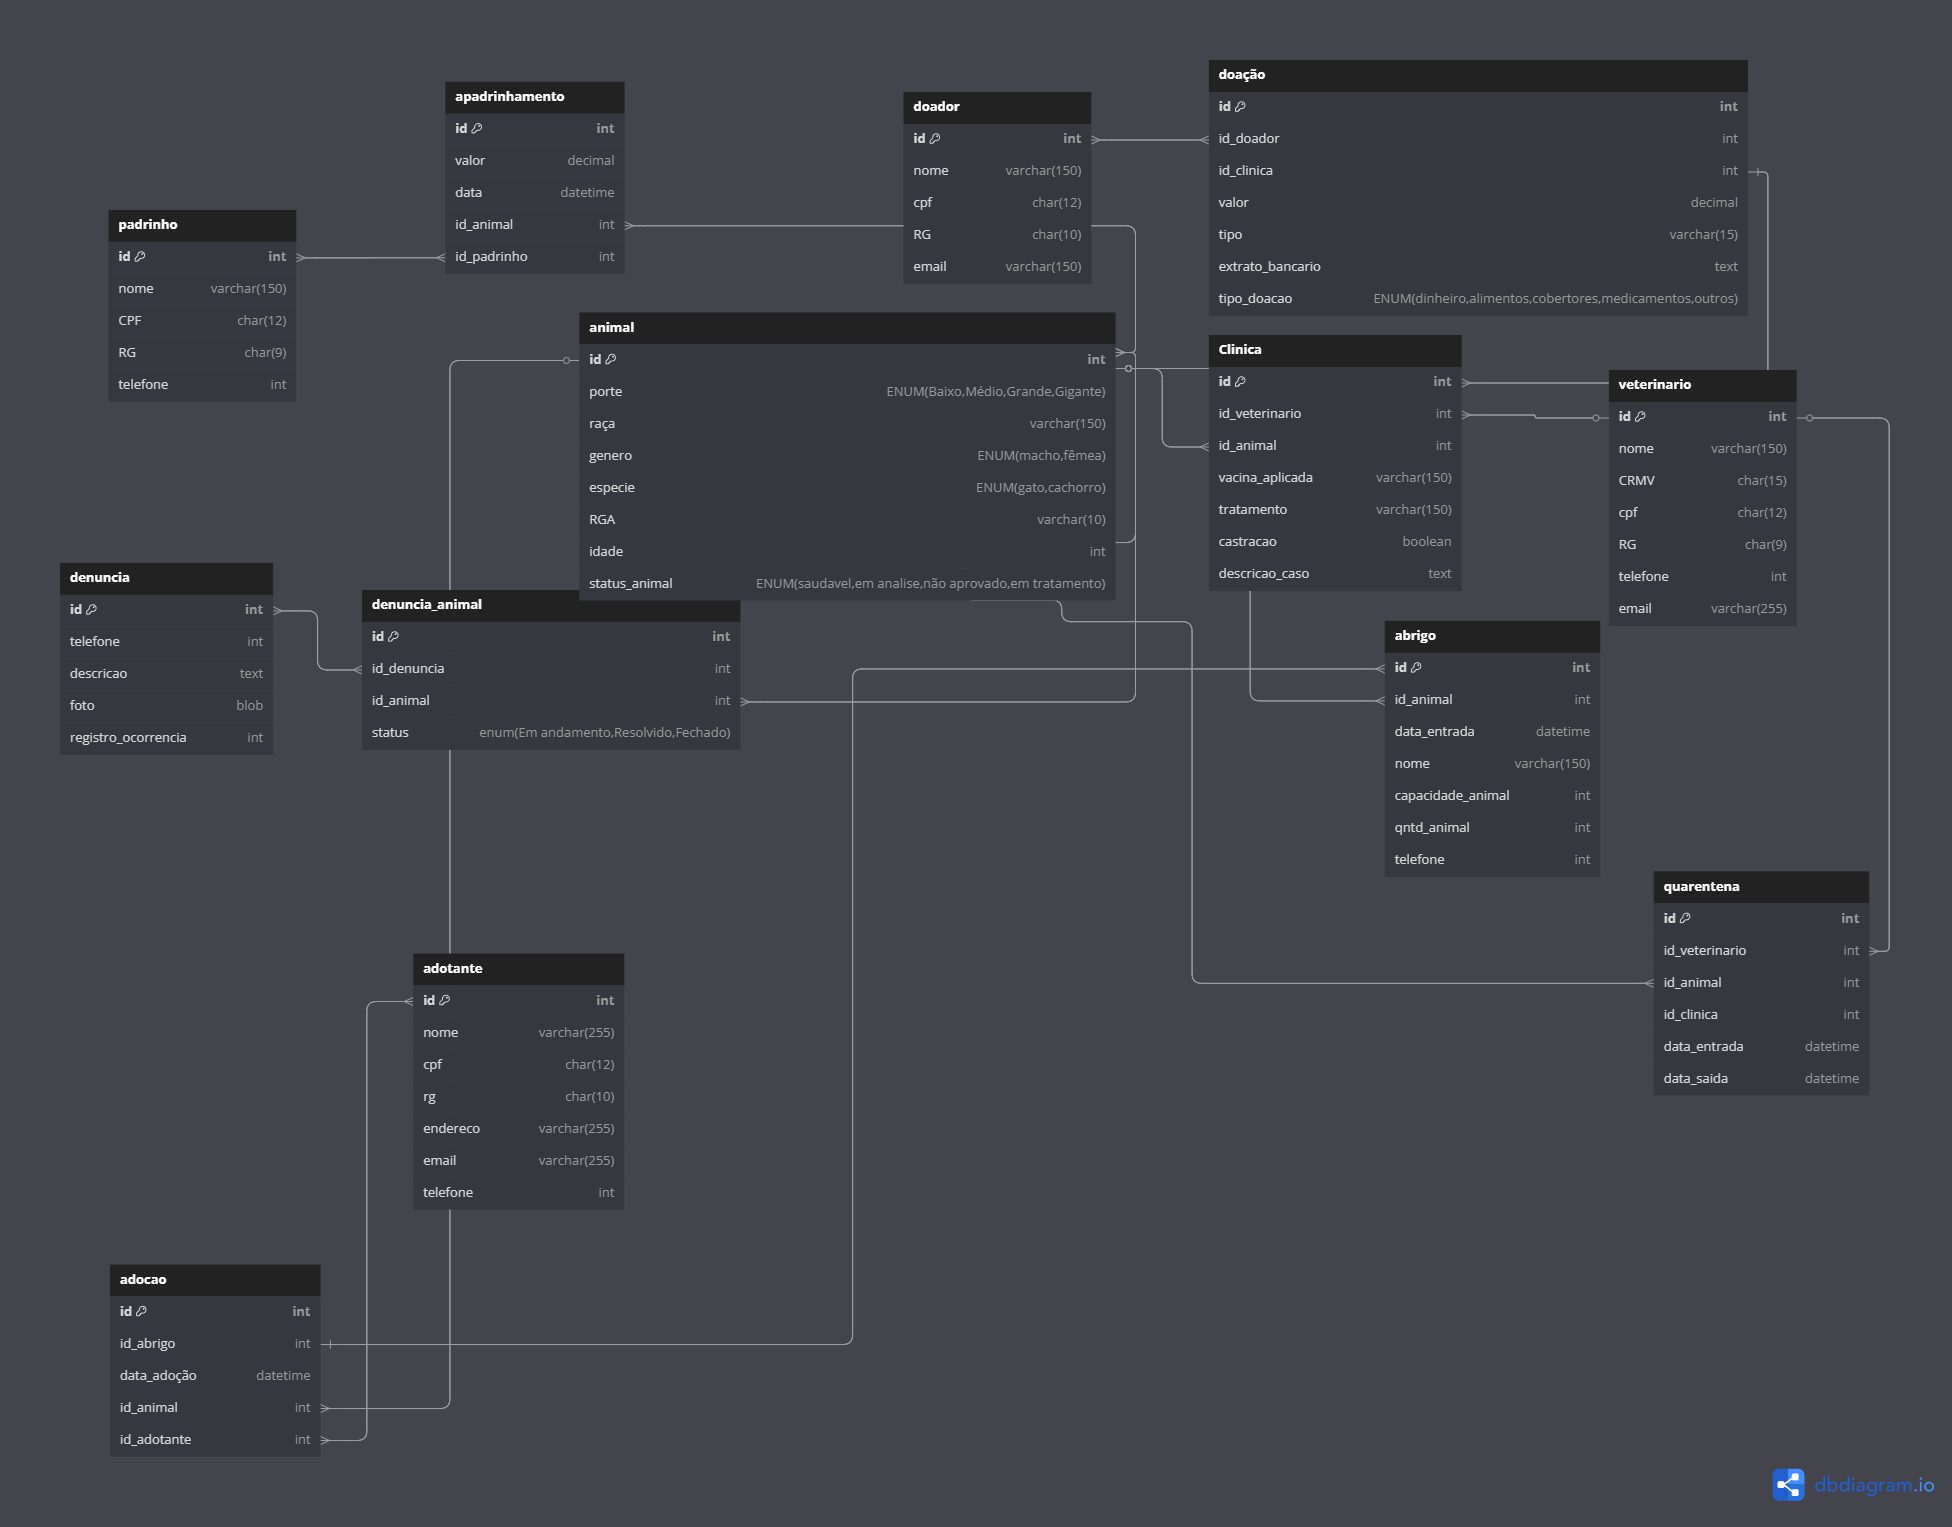 apadrinhamento
id int
valor decimal
data datetime
id_animal int
id_padrinho int
doador
id int
nome varchar(150)
cpf char(12)
RG char(10)
email varchar(150)
doação
id int
id_doador int
id_clinica int
valor decimal
tipo varchar(15)
extrato_bancario text
tipo_doacao ENUM(dinheiro,alimentos,cobertores,medicamentos,outros)
padrinho
id int
nome varchar(150)
CPF char(12)
RG char(9)
telefone int
animal
id int
porte ENUM(Baixo,Médio,Grande,Gigante)
raça varchar(150)
genero ENUM(macho,fêmea)
especie ENUM(gato,cachorro)
RGA varchar(10)
idade int
status_animal ENUM(saudavel,em analise,não aprovado,em tratamento)
Clinica
id int
id_veterinario int
id_animal int
vacina_aplicada varchar(150)
tratamento varchar(150)
castracao boolean
descricao_caso text
veterinario
id int
nome varchar(150)
CRMV char(15)
cpf char(12)
RG char(9)
telefone int
email varchar(255)
denuncia
id int
telefone int
descricao text
foto blob
registro_ocorrencia int
denuncia_animal
id int
id_denuncia int
id_animal int
status enum(Em andamento,Resolvido,Fechado)
abrigo
id int
id_animal int
data_entrada datetime
nome varchar(150)
capacidade_animal int
qntd_animal int
telefone int
quarentena
id int
id_veterinario int
id_animal int
id_clinica int
data_entrada datetime
data_saida datetime
adotante
id int
nome varchar(255)
cpf char(12)
rg char(10)
endereco varchar(255)
email varchar(255)
telefone int
adocao
id int
id_abrigo int
data_adoção datetime
id_animal int
id_adotante int
dbdiagram.io